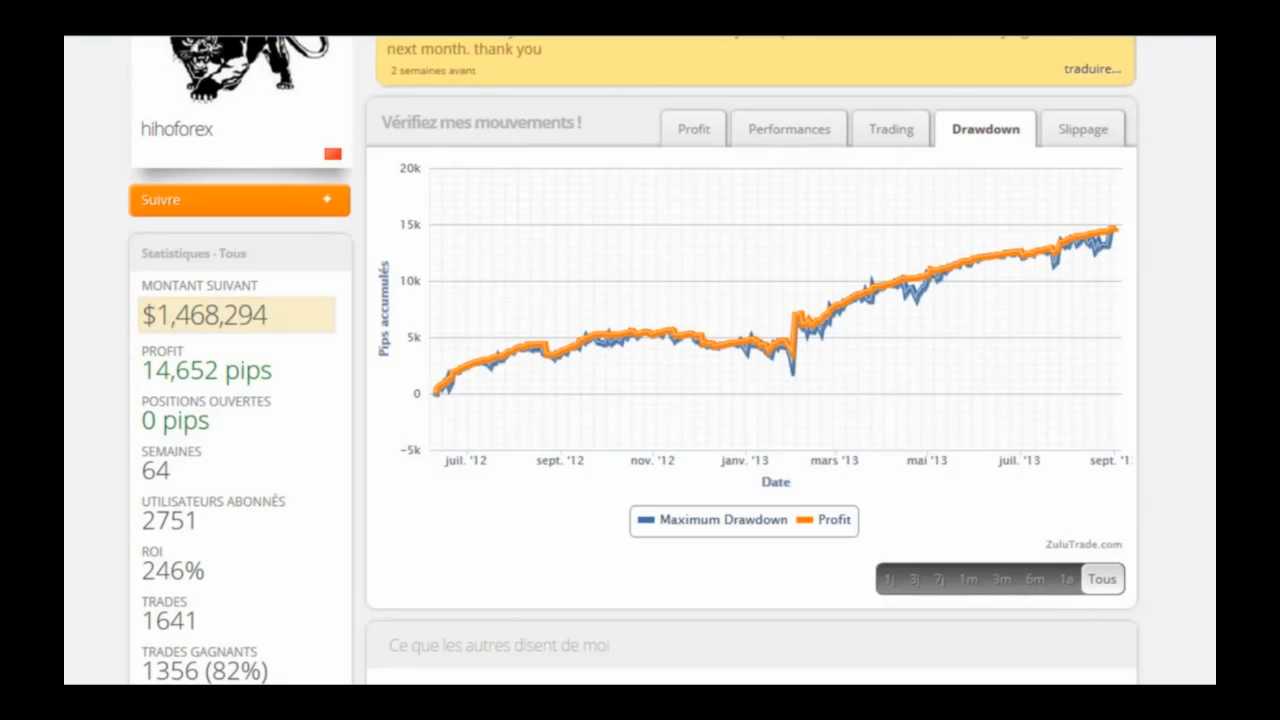 next month. thank you
2 semaines avant
traduire...
hihoforex
Suivre
Statistiques - Tous
MONTANT SUIVANT
$1,468,294
PROFIT
14,652 pips
POSITIONS OUVERTES
0 pips
SEMAINES
64
UTILISATEURS ABONNÉS
2751
ROI
246%
TRADES
1641
TRADES GAGNANTS
1356 (82%)
Vérifiez mes mouvements !
Profit
Performances
Trading
Drawdown
Slippage
20k
15k
10k
5k
0
-5k
Pips accumulés
juil. '12
sept. '12
nov. '12
janv. '13
mars '13
mai '13
juil. '13
sept. '1
Date
Maximum Drawdown
Profit
ZuluTrade.com
1j 3j 7j 1m 3m 6m 1a Tous
Ce que les autres disent de moi